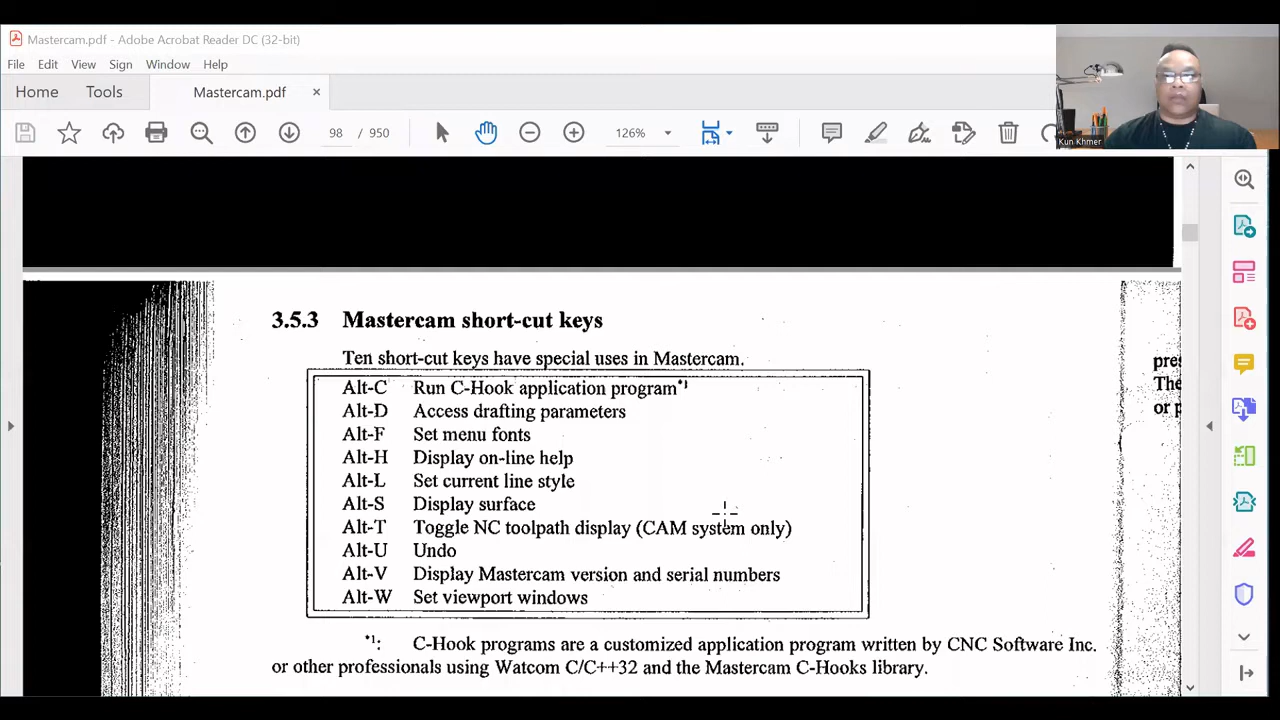 Mastercam.pdf - Adobe Acrobat Reader DC (32-bit)
File Edit View Sign Window Help
Home Tools Mastercam.pdf ×
98 / 950 126%
Kun Khmer
3.5.3 Mastercam short-cut keys
Ten short-cut keys have special uses in Mastercam.
Alt-C Run C-Hook application program*1
Alt-D Access drafting parameters
Alt-F Set menu fonts
Alt-H Display on-line help
Alt-L Set current line style
Alt-S Display surface
Alt-T Toggle NC toolpath display (CAM system only)
Alt-U Undo
Alt-V Display Mastercam version and serial numbers
Alt-W Set viewport windows
*1: C-Hook programs are a customized application program written by CNC Software Inc.
or other professionals using Watcom C/C++32 and the Mastercam C-Hooks library.
The
or